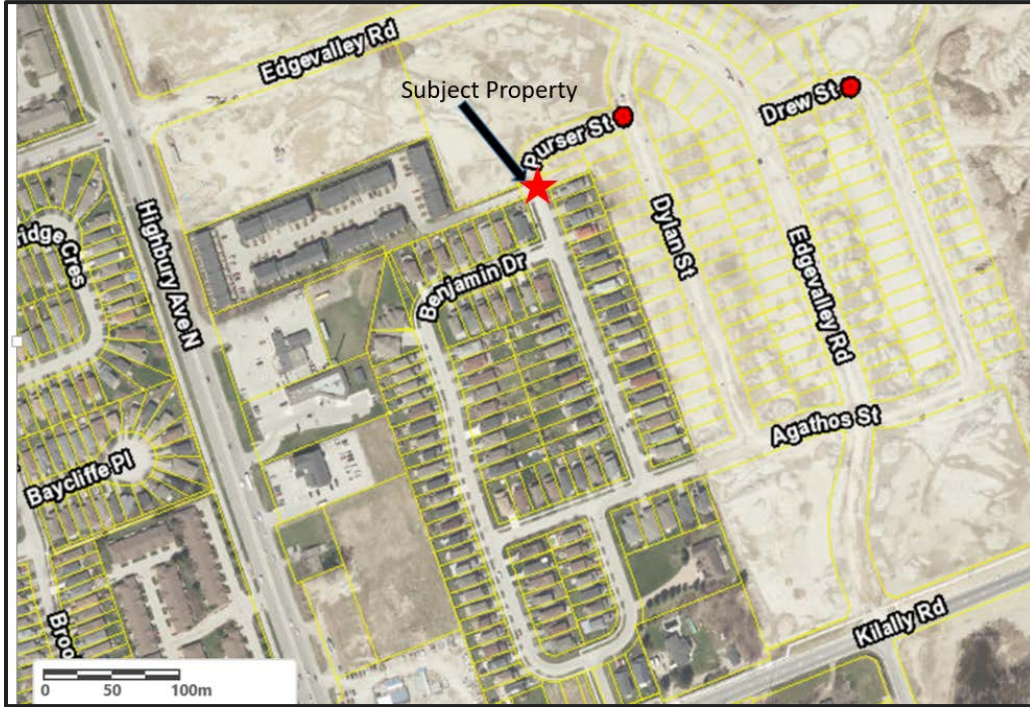 Edgevalley Rd
Subject Property
Drew St
Purser St
Highbury Ave N
ridge Cres
Dylan St
Benjamin Dr
Edgevalley Rd
Agathos St
Baycliffe Pl
Kilally Rd
Broo
0 50 100m